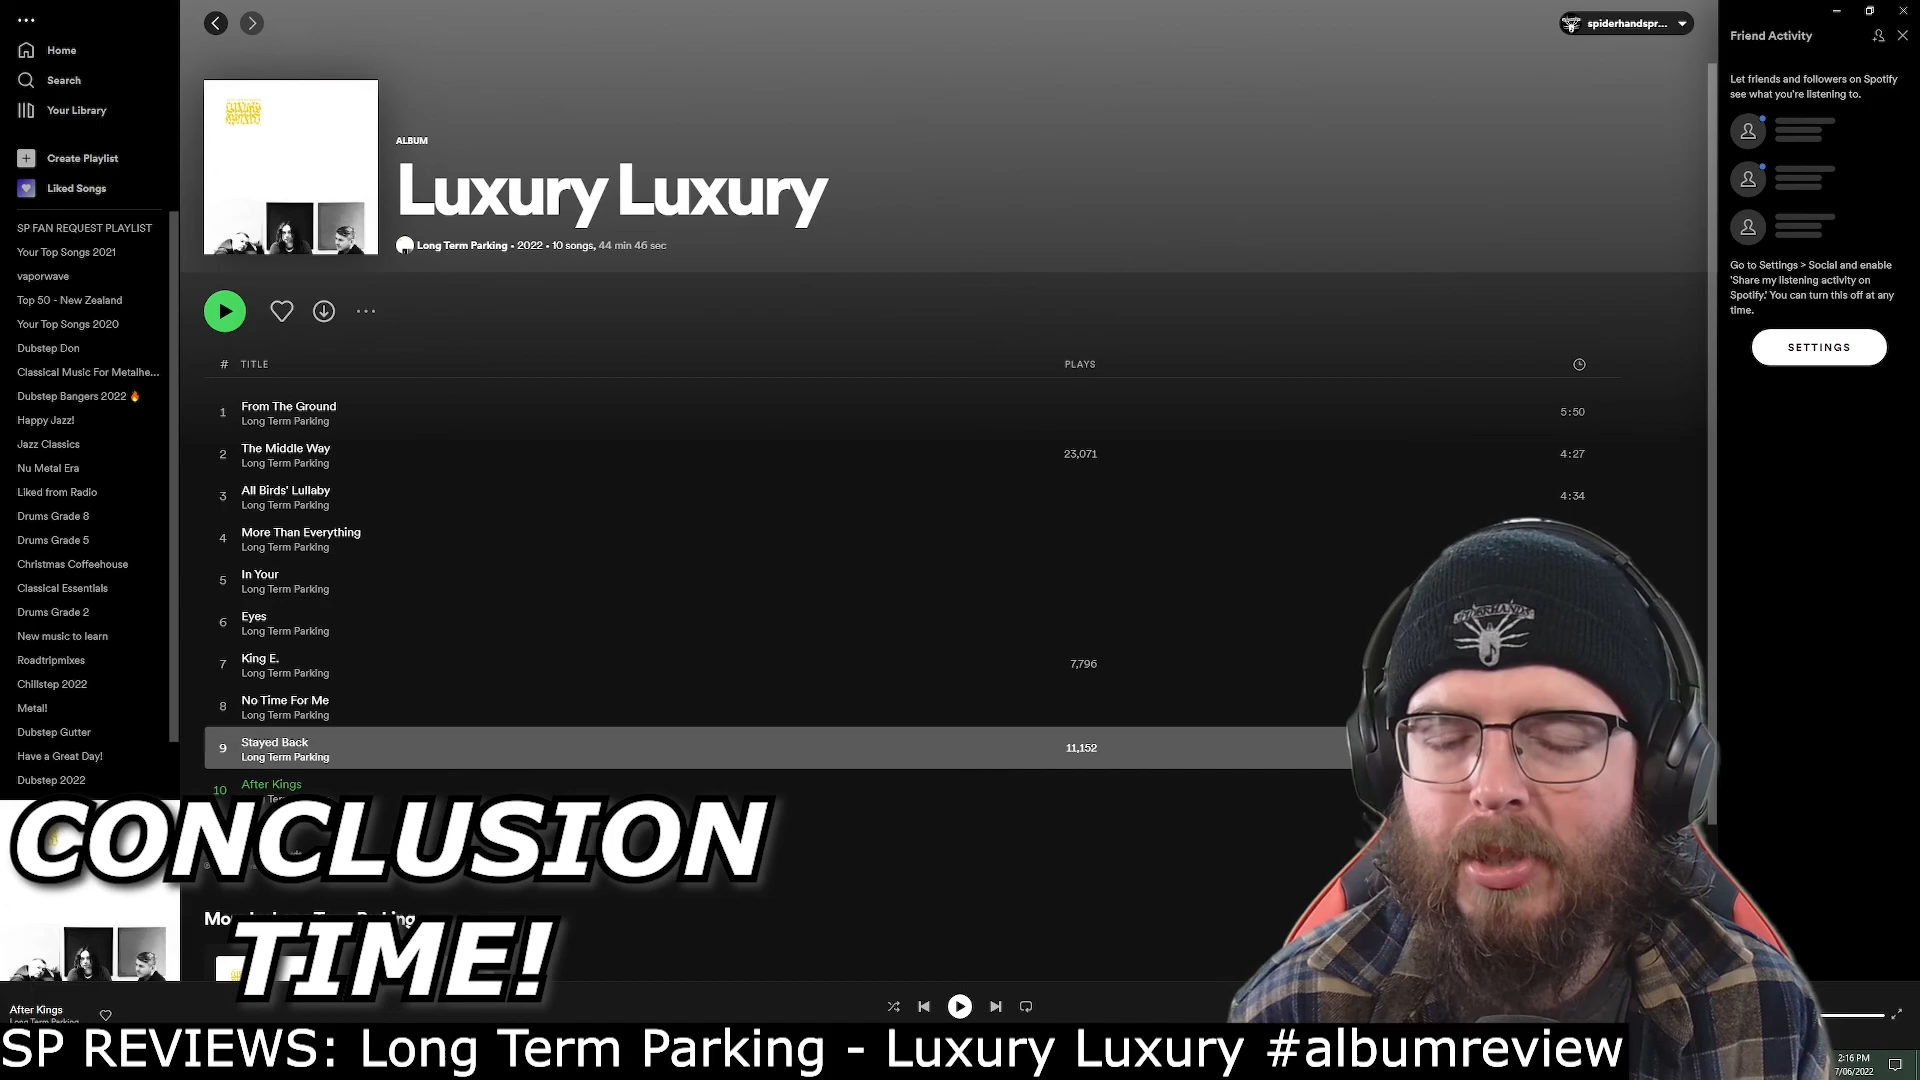 Home
Search
Your Library
Create Playlist
Liked Songs
SP FAN REQUEST PLAYLIST
Your Top Songs 2021
vaporwave
Top 50 - New Zealand
Your Top Songs 2020
Dubstep Don
Classical Music For Metalhe...
Dubstep Bangers 2022 🔥
Happy Jazz!
Jazz Classics
Nu Metal Era
Liked from Radio
Drums Grade 8
Drums Grade 5
Christmas Coffeehouse
Classical Essentials
Drums Grade 2
New music to learn
Roadtripmixes
Chillstep 2022
Metal!
Dubstep Gutter
Have a Great Day!
Dubstep 2022
spiderhandspr...
ALBUM
Luxury Luxury
Long Term Parking • 2022 • 10 songs, 44 min 46 sec
# TITLE PLAYS
1 From The Ground 5:50
Long Term Parking
2 The Middle Way 23,071 4:27
Long Term Parking
3 All Birds' Lullaby 4:34
Long Term Parking
4 More Than Everything
Long Term Parking
5 In Your
Long Term Parking
6 Eyes
Long Term Parking
7 King E. 7,796
Long Term Parking
8 No Time For Me
Long Term Parking
9 Stayed Back 11,152
Long Term Parking
10 After Kings
Friend Activity
Let friends and followers on Spotify
see what you're listening to.
Go to Settings > Social and enable
'Share my listening activity on
Spotify.' You can turn this off at any
time.
SETTINGS
SPIDERHANDS
CONCLUSION
TIME!
After Kings
Long Term Parking
SP REVIEWS: Long Term Parking - Luxury Luxury #albumreview
2:16 PM
7/06/2022